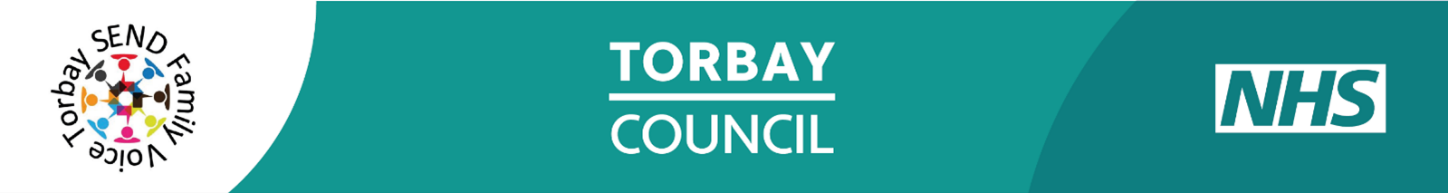 Torbay SEND Family Voice
TORBAY
COUNCIL
NHS